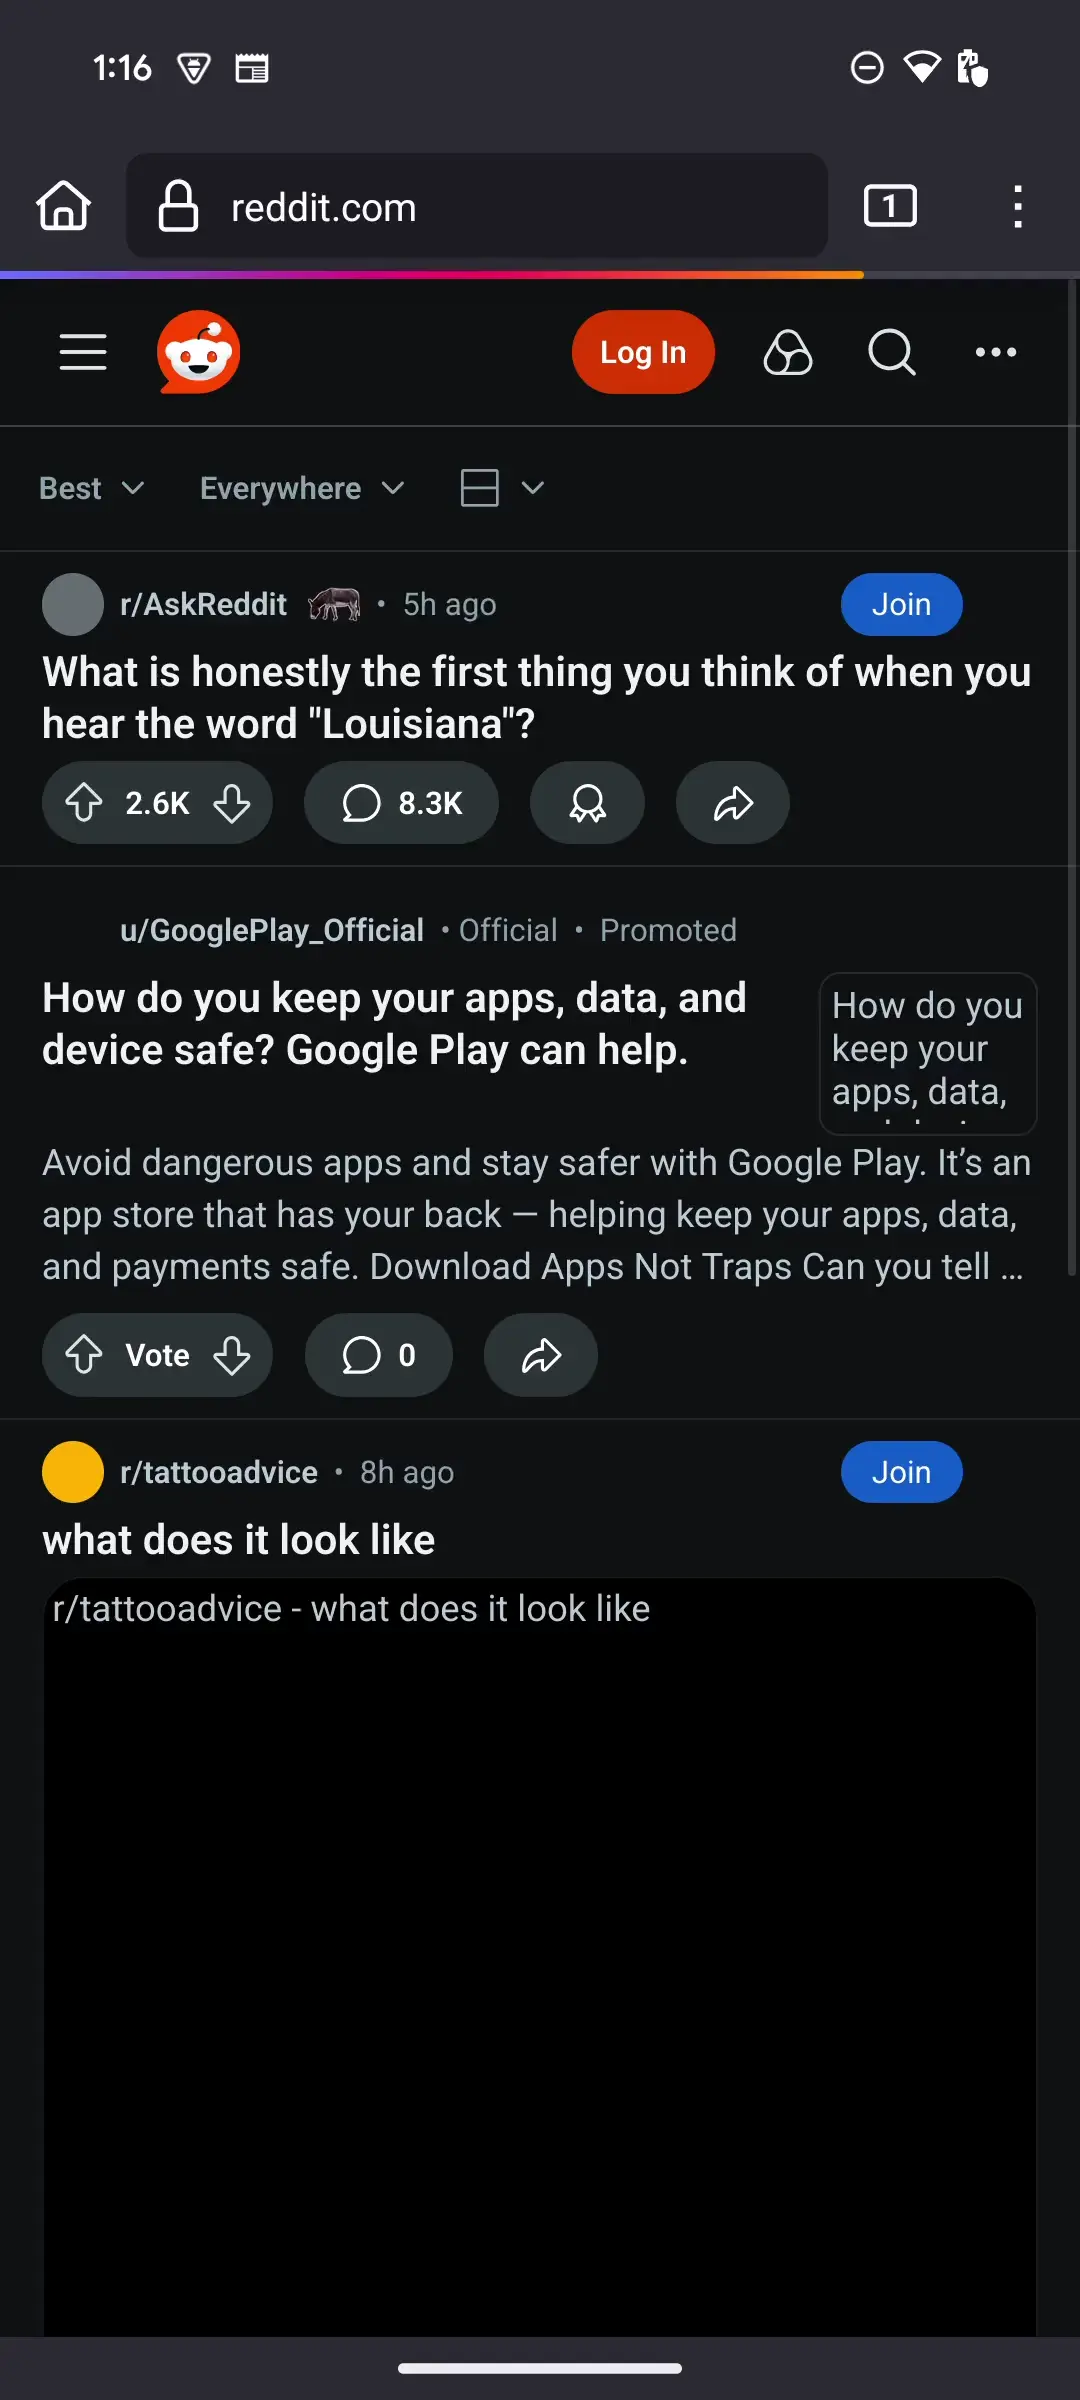 1:16
reddit.com
1
Log In
Best
Everywhere
r/AskReddit • 5h ago
Join
What is honestly the first thing you think of when you
hear the word "Louisiana"?
2.6K
8.3K
u/GooglePlay_Official • Official • Promoted
How do you keep your apps, data, and
device safe? Google Play can help.
How do you
keep your
apps, data,
Avoid dangerous apps and stay safer with Google Play. It’s an
app store that has your back — helping keep your apps, data,
and payments safe. Download Apps Not Traps Can you tell ...
Vote
0
r/tattooadvice • 8h ago
Join
what does it look like
r/tattooadvice - what does it look like